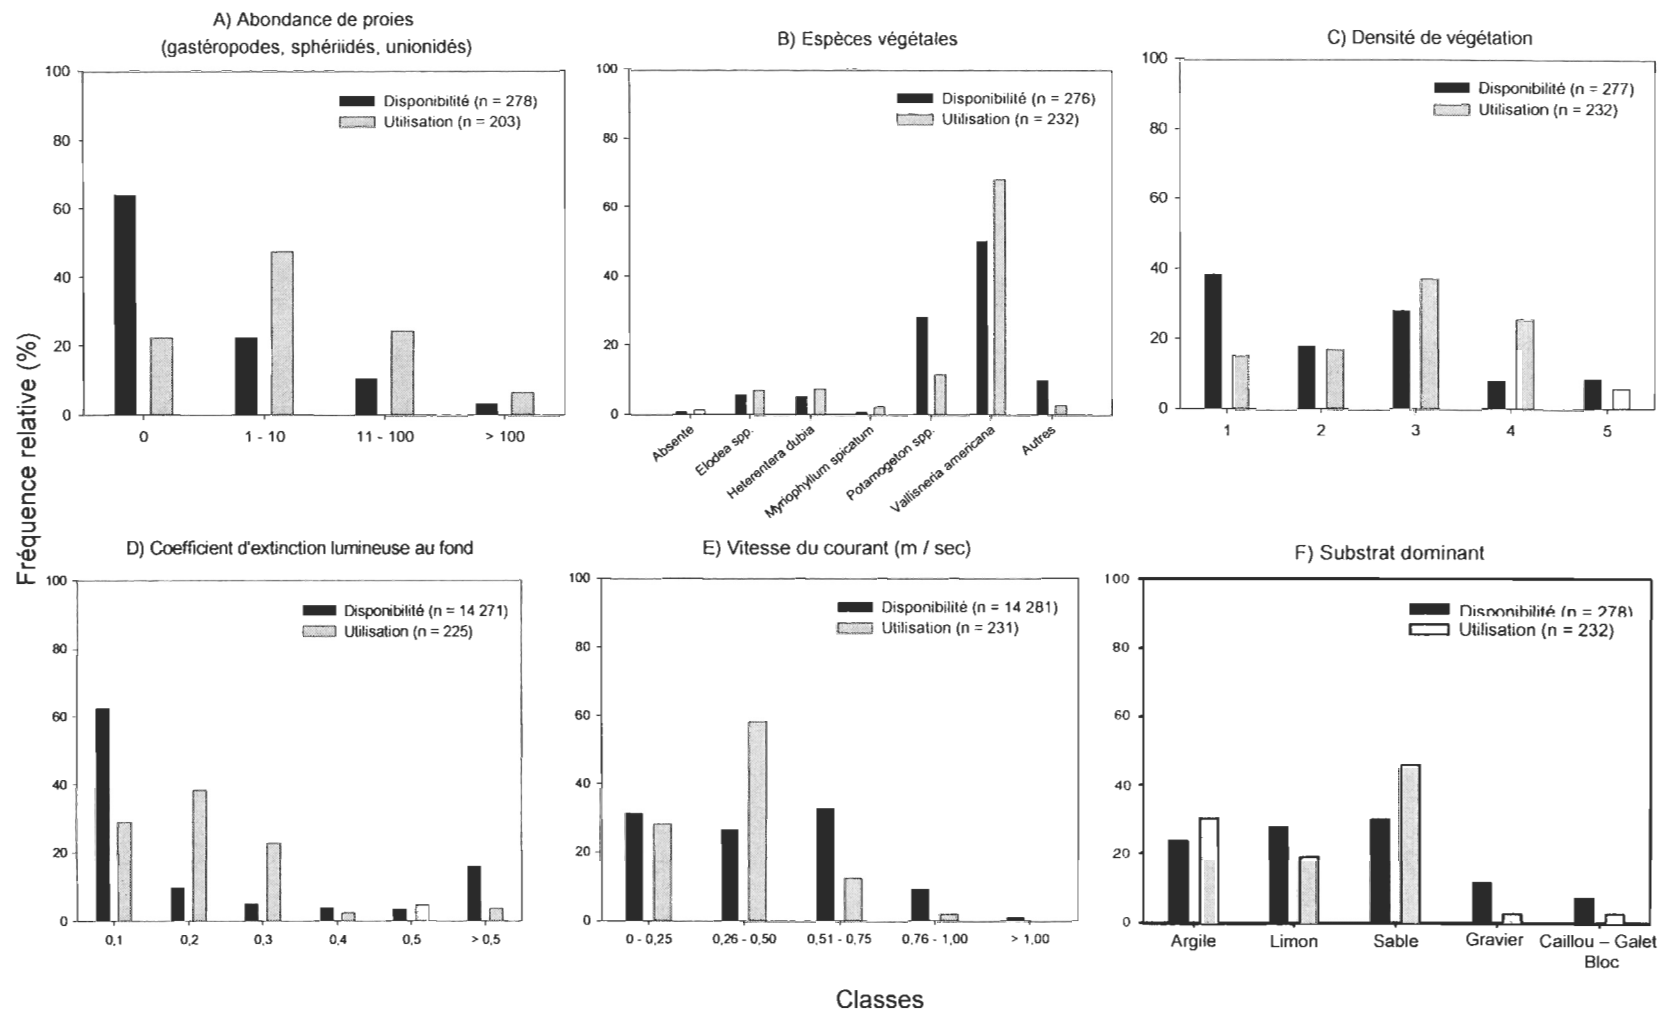 A) Abondance de proies
(gastéropodes, sphériidés, unionidés)
100
80
60
40
20
0
Disponibilité (n = 278)
Utilisation (n = 203)
0
1 - 10
11 - 100
> 100
B) Espèces végétales
100
80
60
40
20
0
Disponibilité (n = 276)
Utilisation (n = 232)
Absente
Elodea spp.
Heterentera dubia
Myriophyllum spicatum
Potamogeton spp.
Vallisneria americana
Autres
C) Densité de végétation
100
80
60
40
20
0
Disponibilité (n = 277)
Utilisation (n = 232)
1
2
3
4
5
Fréquence relative (%)
D) Coefficient d'extinction lumineuse au fond
100
80
60
40
20
0
Disponibilité (n = 14 271)
Utilisation (n = 225)
0,1
0,2
0,3
0,4
0,5
> 0,5
E) Vitesse du courant (m / sec)
100
80
60
40
20
0
Disponibilité (n = 14 281)
Utilisation (n = 231)
0 - 0,25
0,26 - 0,50
0,51 - 0,75
0,76 - 1,00
> 1,00
F) Substrat dominant
100
80
60
40
20
0
Disponibilité (n = 278)
Utilisation (n = 232)
Argile
Limon
Sable
Gravier
Caillou – Galet
Bloc
Classes